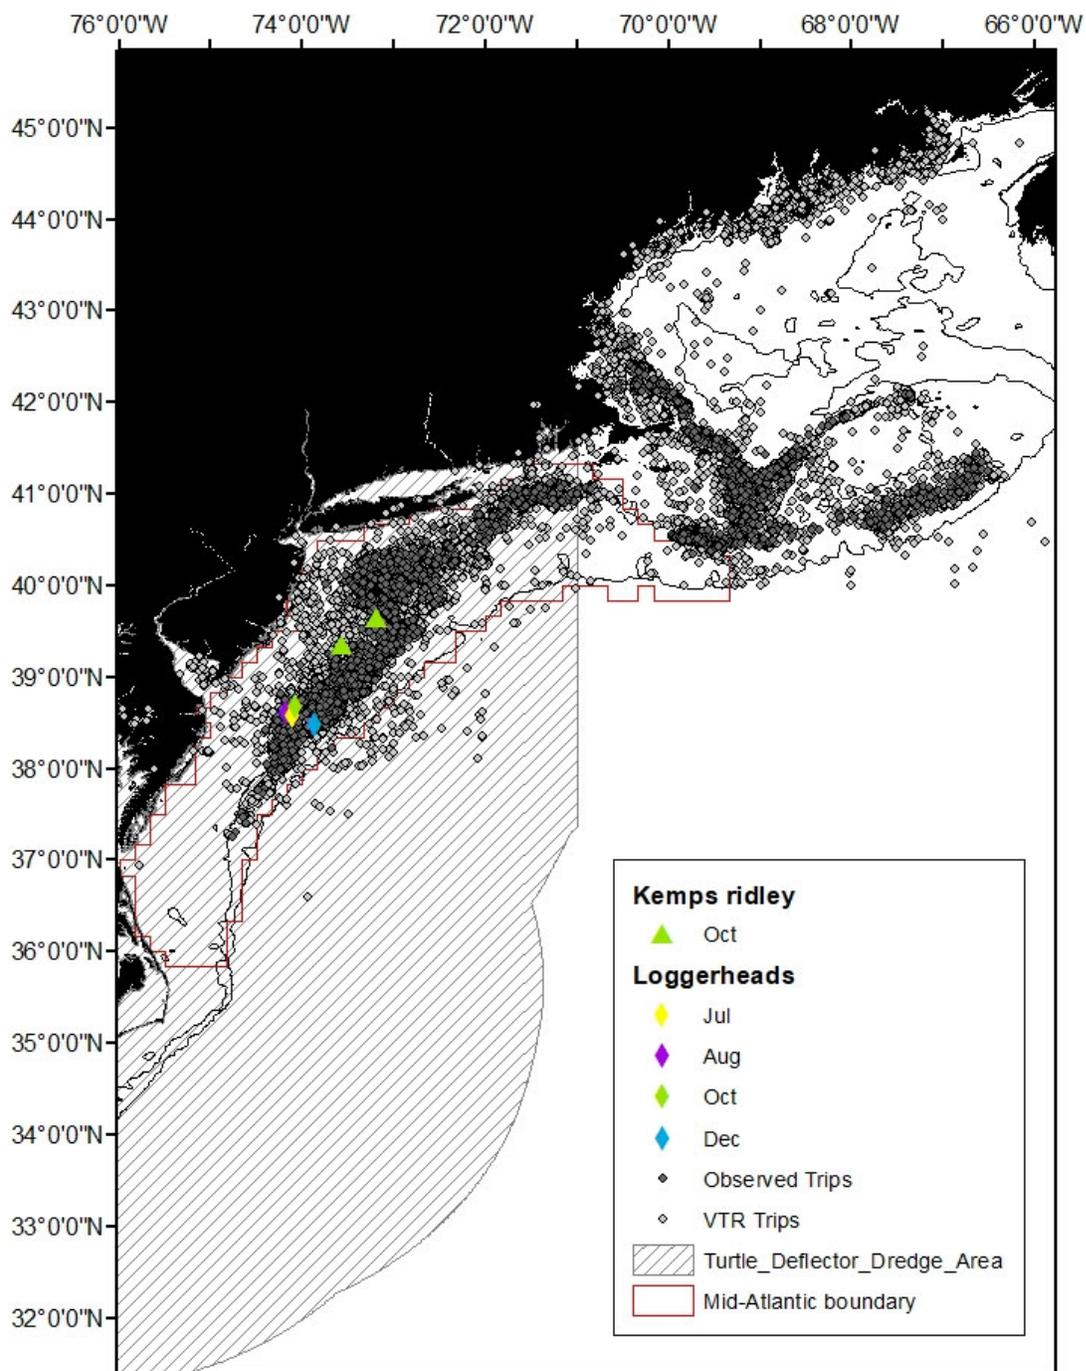 76°0'0"W 74°0'0"W 72°0'0"W 70°0'0"W 68°0'0"W 66°0'0"W
45°0'0"N
44°0'0"N
43°0'0"N
42°0'0"N
41°0'0"N
40°0'0"N
39°0'0"N
38°0'0"N
37°0'0"N
36°0'0"N
35°0'0"N
34°0'0"N
33°0'0"N
32°0'0"N
Kemps ridley
Oct
Loggerheads
Jul
Aug
Oct
Dec
Observed Trips
VTR Trips
Turtle_Deflector_Dredge_Area
Mid-Atlantic boundary